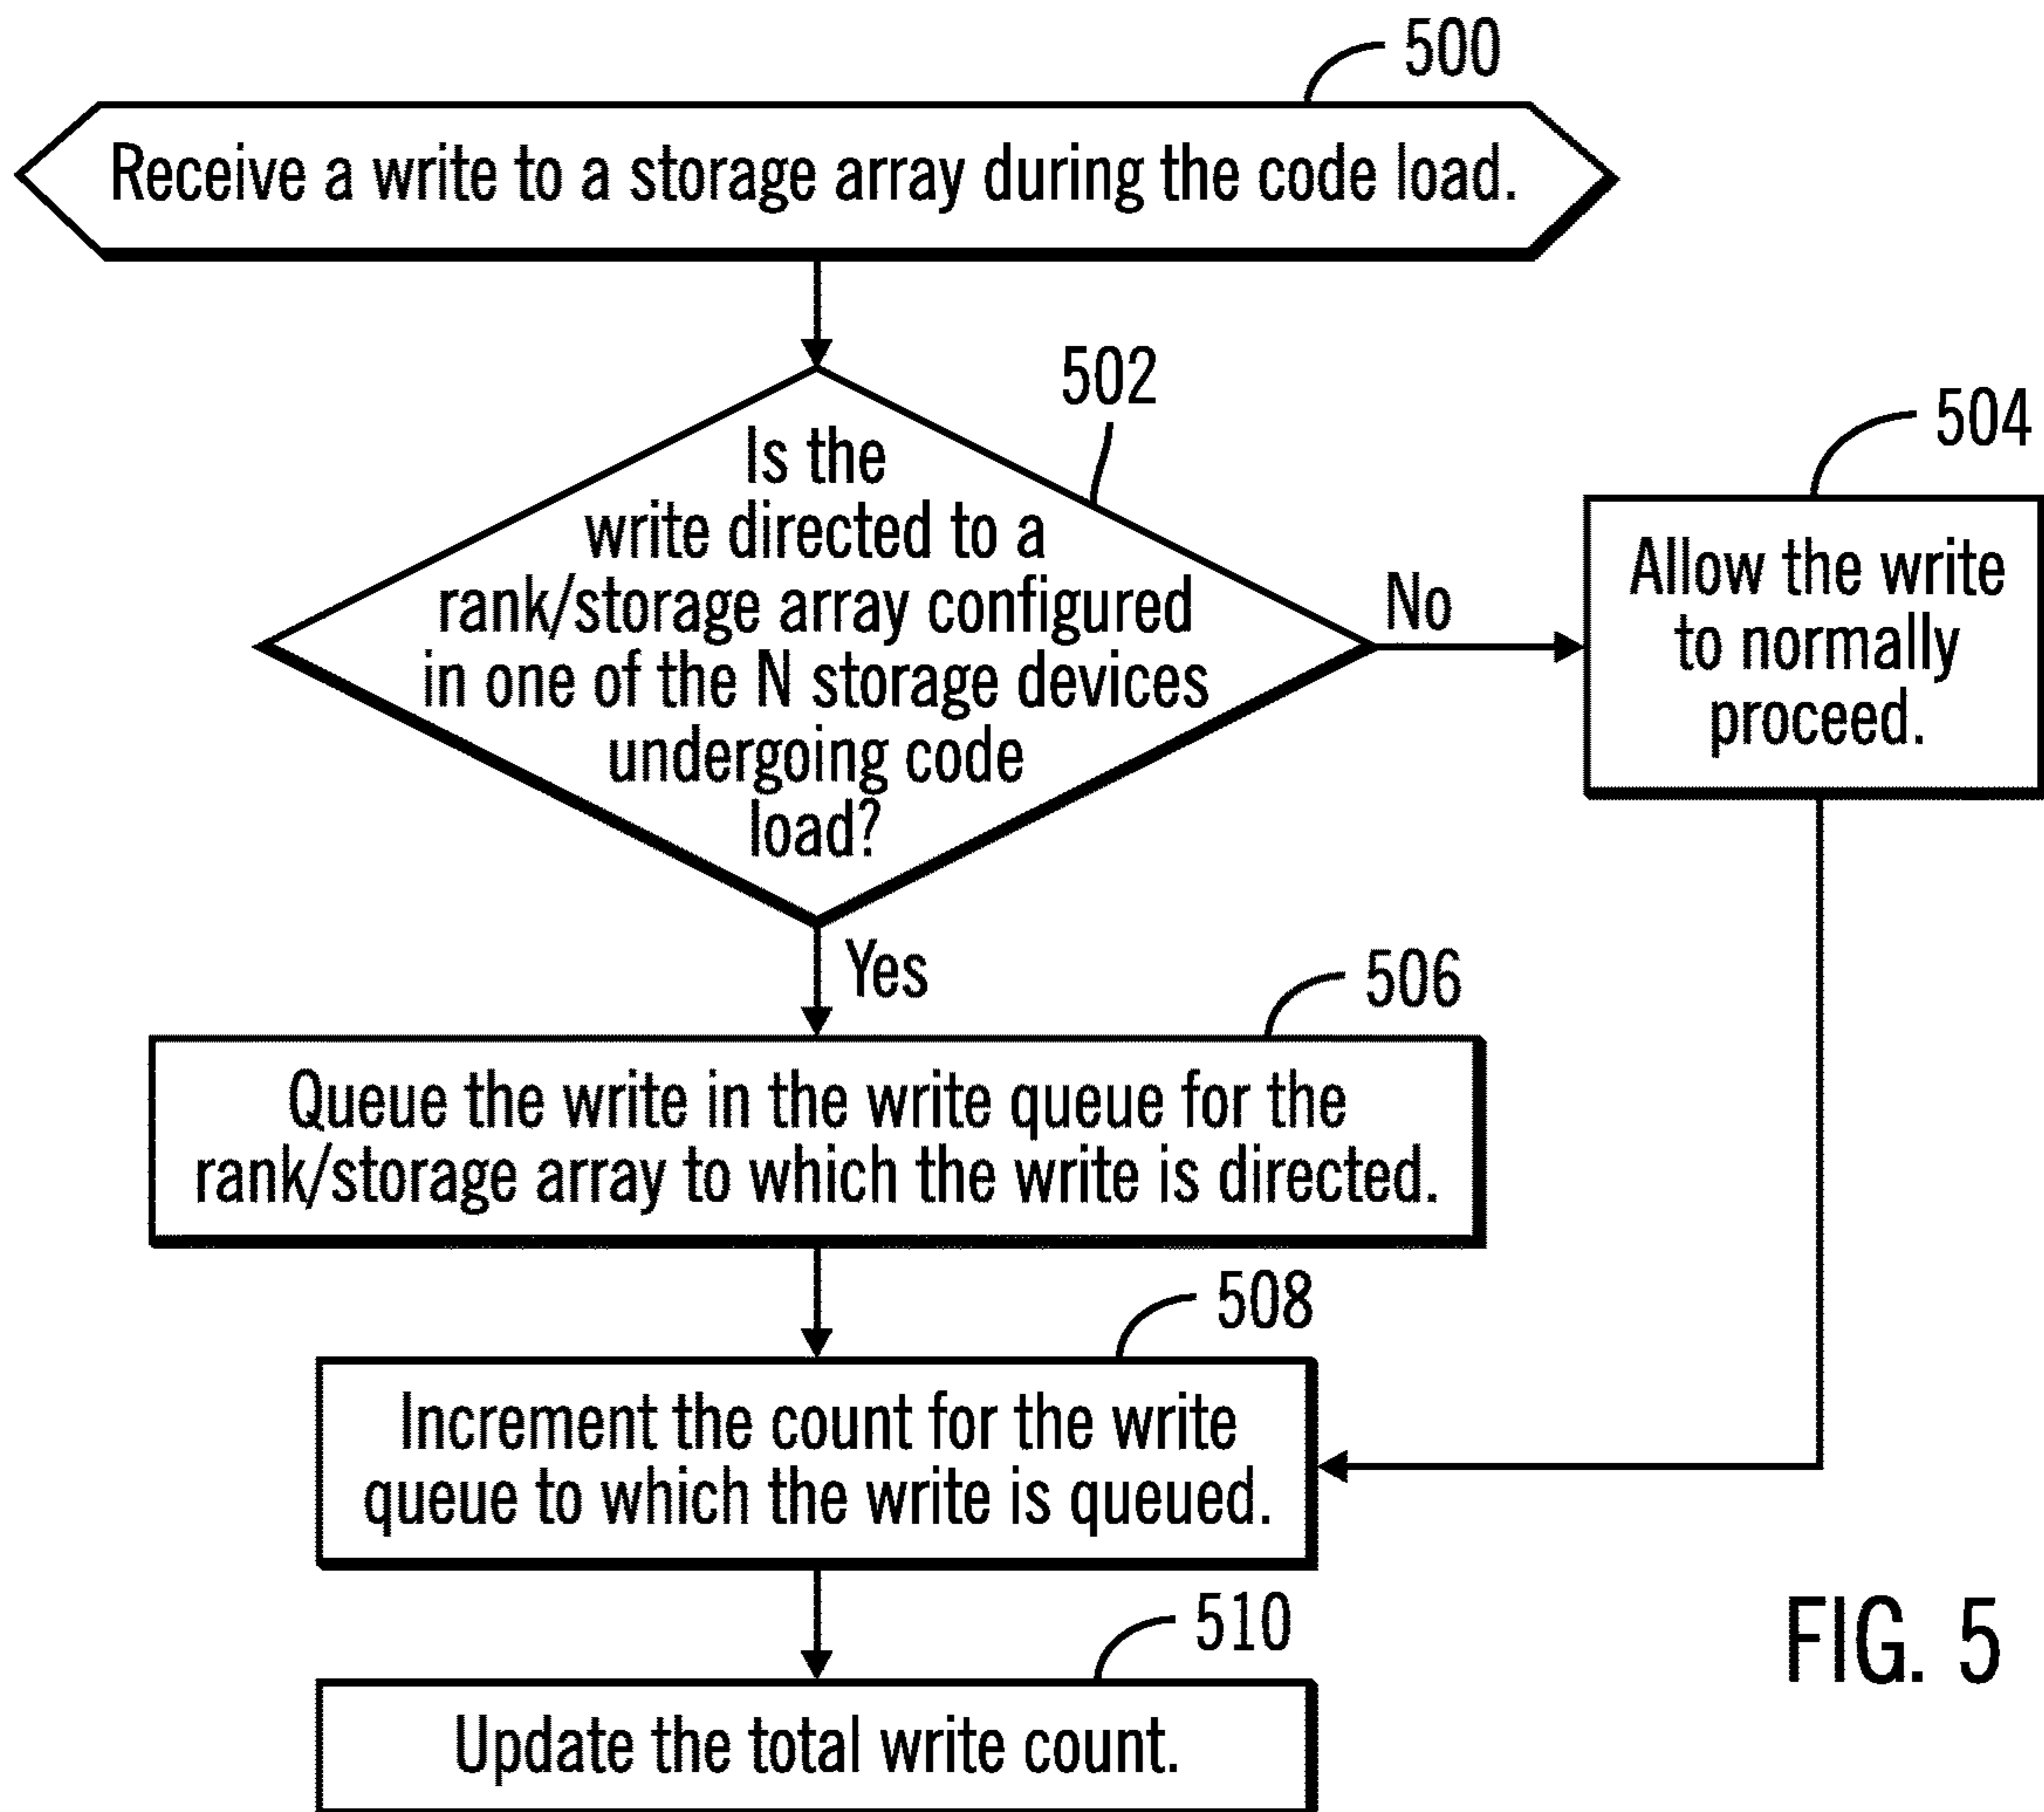 500
Receive a write to a storage array during the code load.
502
Is the
write directed to a
rank/storage array configured
in one of the N storage devices
undergoing code
load?
No
504
Allow the write
to normally
proceed.
Yes
506
Queue the write in the write queue for the
rank/storage array to which the write is directed.
508
Increment the count for the write
queue to which the write is queued.
510
Update the total write count.
FIG. 5